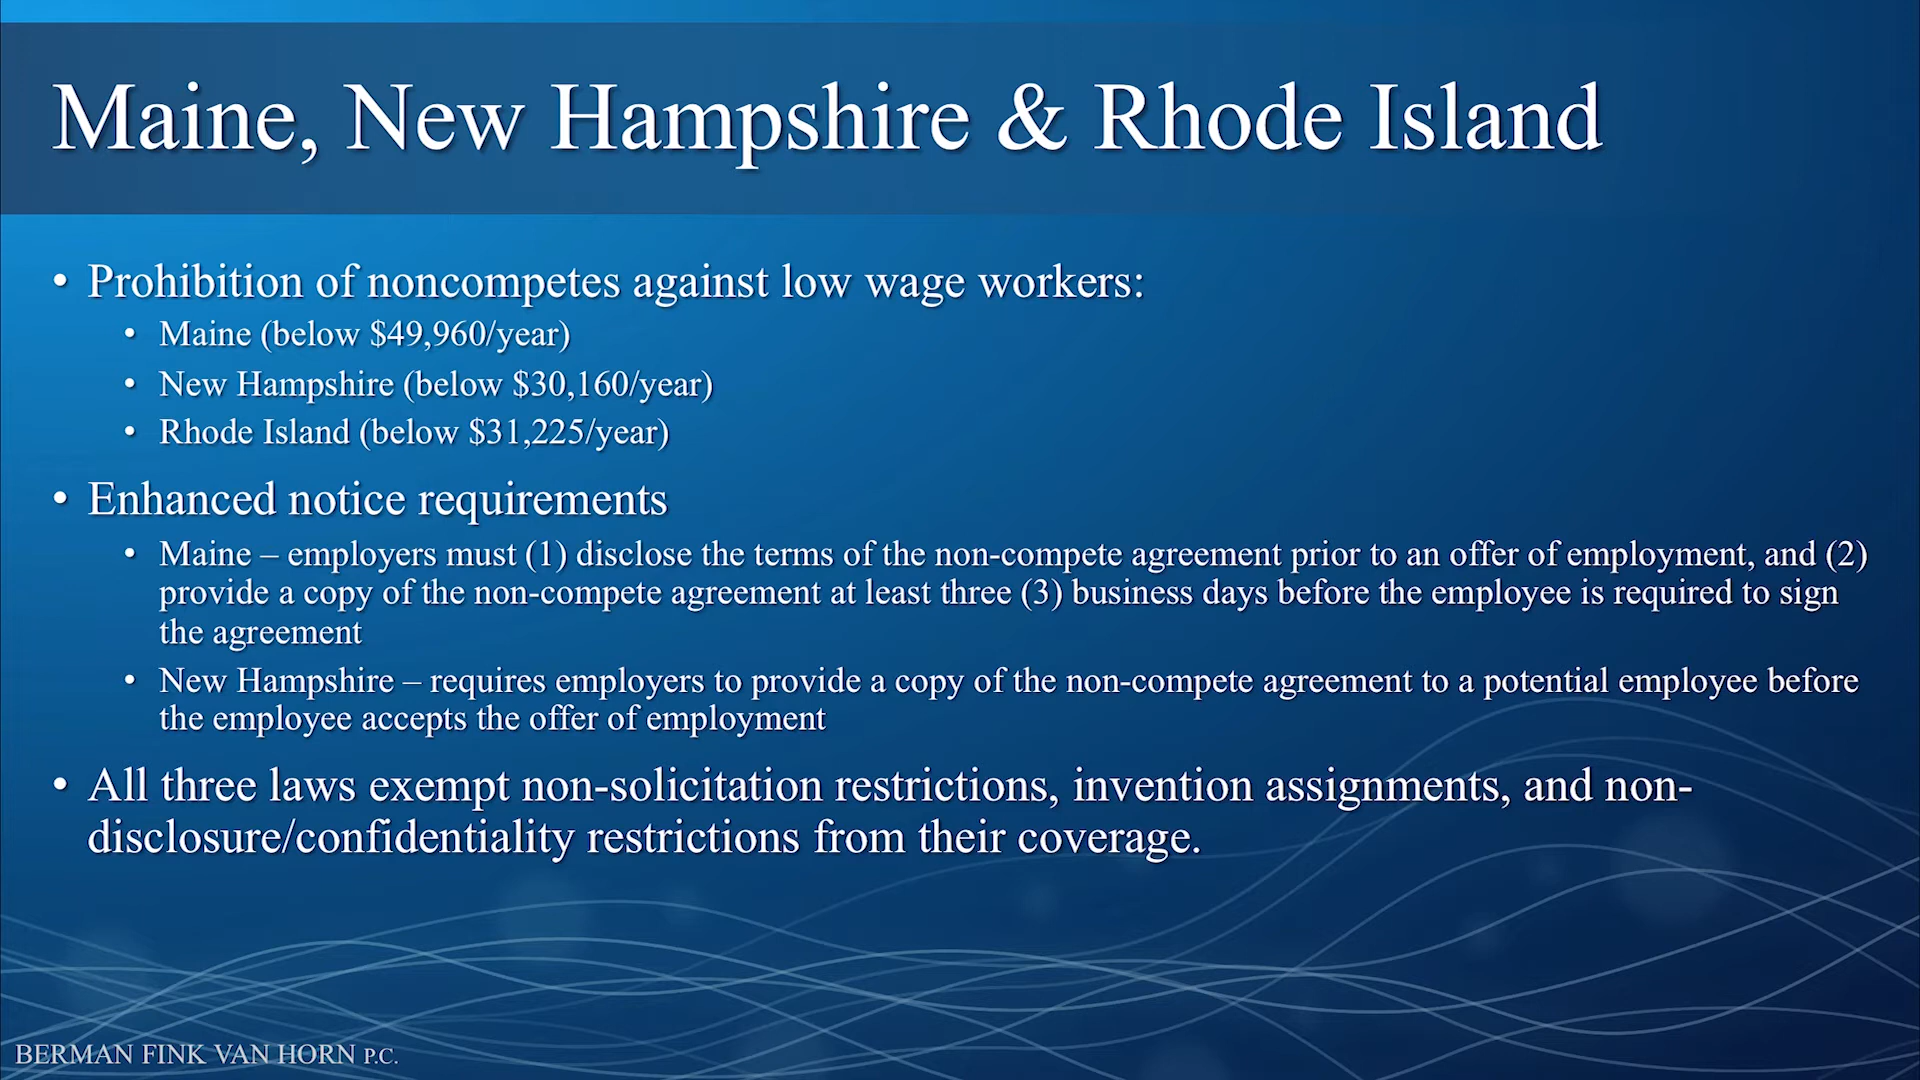 Maine, New Hampshire & Rhode Island
• Prohibition of noncompetes against low wage workers:
• Maine (below $49,960/year)
• New Hampshire (below $30,160/year)
• Rhode Island (below $31,225/year)
• Enhanced notice requirements
• Maine – employers must (1) disclose the terms of the non-compete agreement prior to an offer of employment, and (2)
provide a copy of the non-compete agreement at least three (3) business days before the employee is required to sign
the agreement
• New Hampshire – requires employers to provide a copy of the non-compete agreement to a potential employee before
the employee accepts the offer of employment
• All three laws exempt non-solicitation restrictions, invention assignments, and non-
disclosure/confidentiality restrictions from their coverage.
BERMAN FINK VAN HORN P.C.